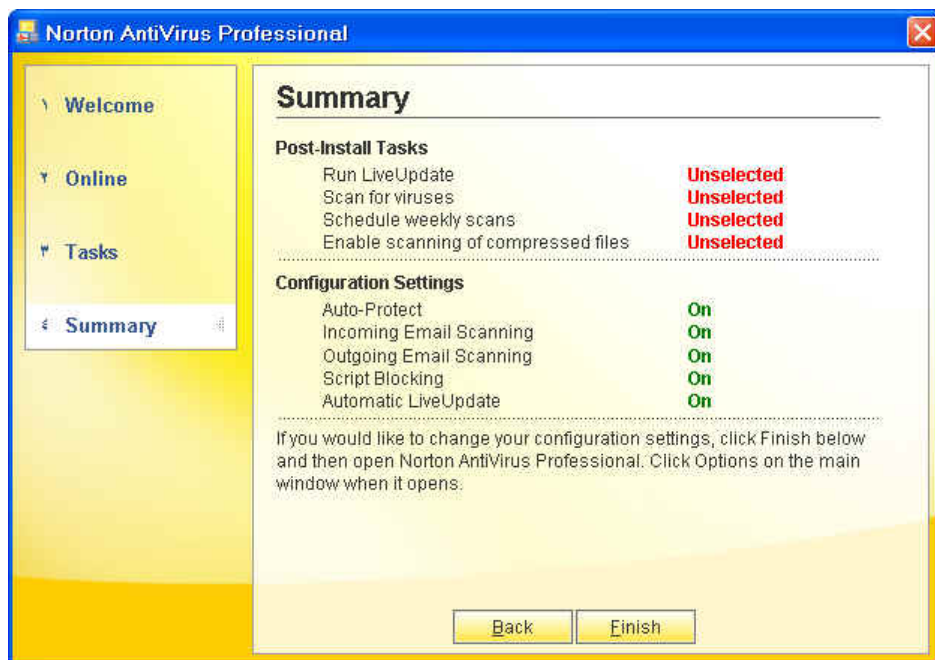 Norton AntiVirus Professional
١ Welcome
٢ Online
٣ Tasks
٤ Summary
Summary
Post-Install Tasks
Run LiveUpdate Unselected
Scan for viruses Unselected
Schedule weekly scans Unselected
Enable scanning of compressed files Unselected
Configuration Settings
Auto-Protect On
Incoming Email Scanning On
Outgoing Email Scanning On
Script Blocking On
Automatic LiveUpdate On
If you would like to change your configuration settings, click Finish below
and then open Norton AntiVirus Professional. Click Options on the main
window when it opens.
Back Finish